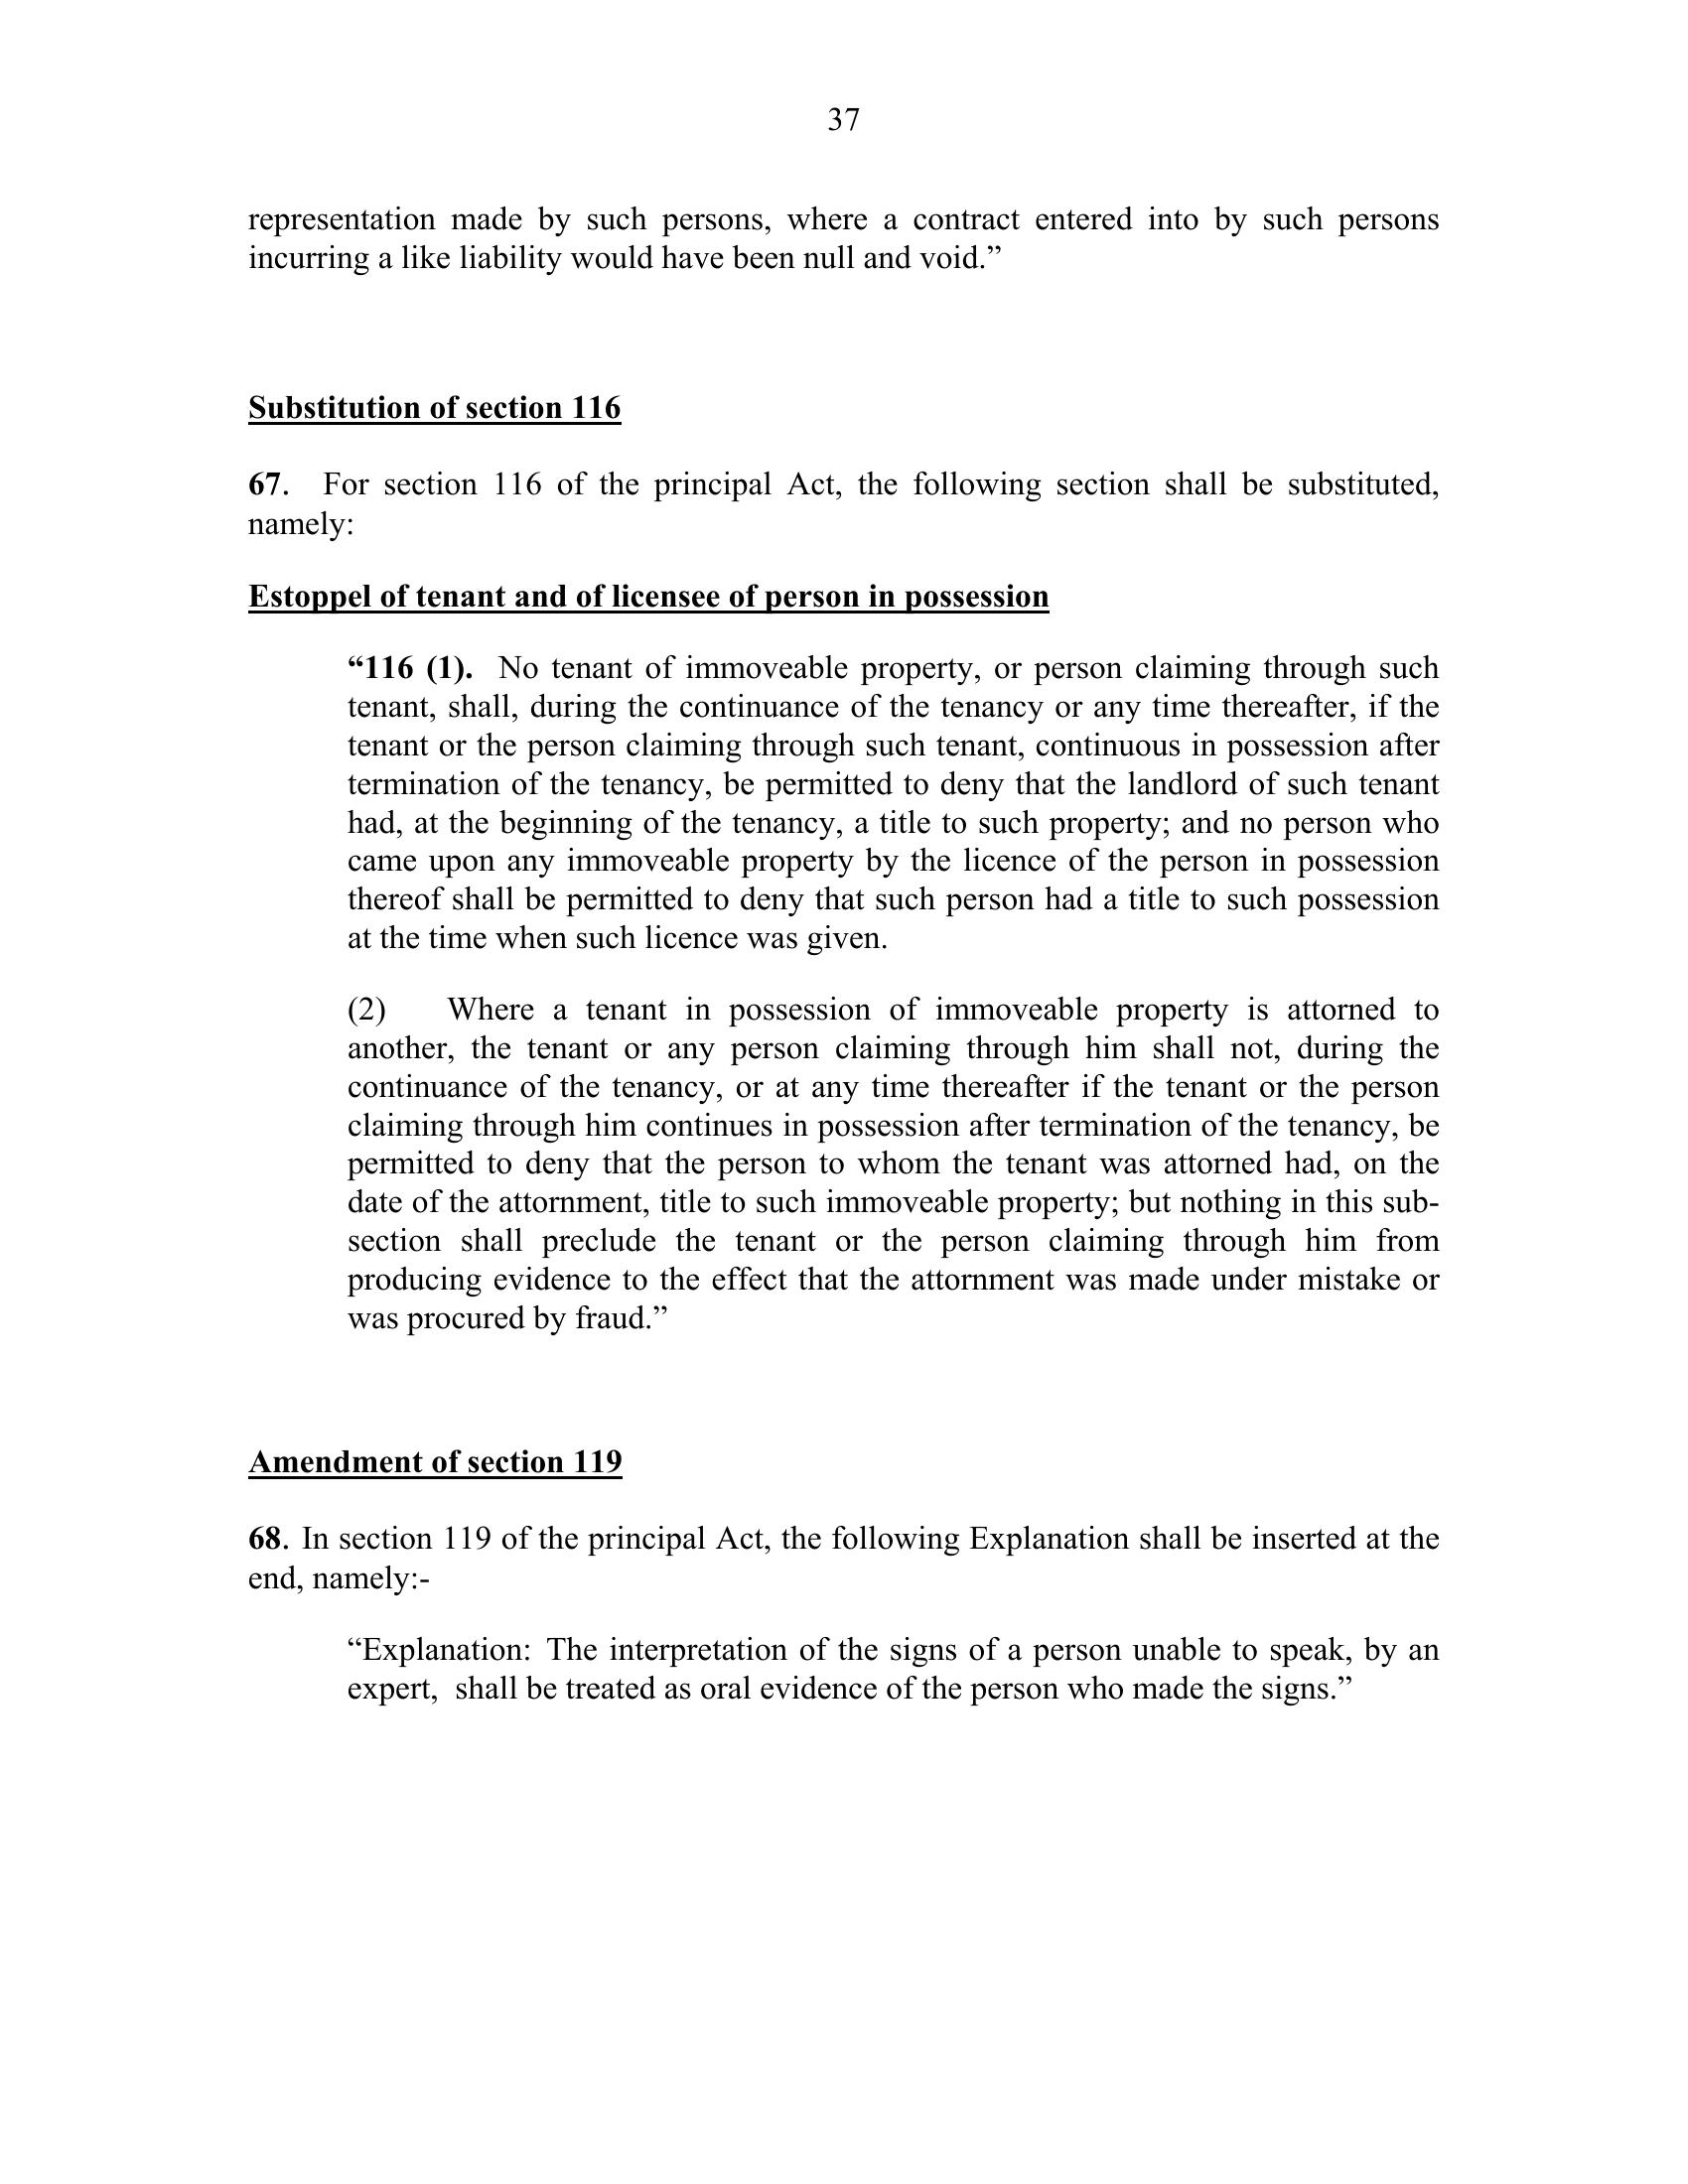 37
representation made by such persons, where a contract entered into by such persons
incurring a like liability would have been null and void.”
Substitution of section 116
67. For section 116 of the principal Act, the following section shall be substituted,
namely:
Estoppel of tenant and of licensee of person in possession
“116 (1). No tenant of immoveable property, or person claiming through such
tenant, shall, during the continuance of the tenancy or any time thereafter, if the
tenant or the person claiming through such tenant, continuous in possession after
termination of the tenancy, be permitted to deny that the landlord of such tenant
had, at the beginning of the tenancy, a title to such property; and no person who
came upon any immoveable property by the licence of the person in possession
thereof shall be permitted to deny that such person had a title to such possession
at the time when such licence was given.
(2) Where a tenant in possession of immoveable property is attorned to
another, the tenant or any person claiming through him shall not, during the
continuance of the tenancy, or at any time thereafter if the tenant or the person
claiming through him continues in possession after termination of the tenancy, be
permitted to deny that the person to whom the tenant was attorned had, on the
date of the attornment, title to such immoveable property; but nothing in this sub-
section shall preclude the tenant or the person claiming through him from
producing evidence to the effect that the attornment was made under mistake or
was procured by fraud.”
Amendment of section 119
68. In section 119 of the principal Act, the following Explanation shall be inserted at the
end, namely:-
“Explanation: The interpretation of the signs of a person unable to speak, by an
expert, shall be treated as oral evidence of the person who made the signs.”